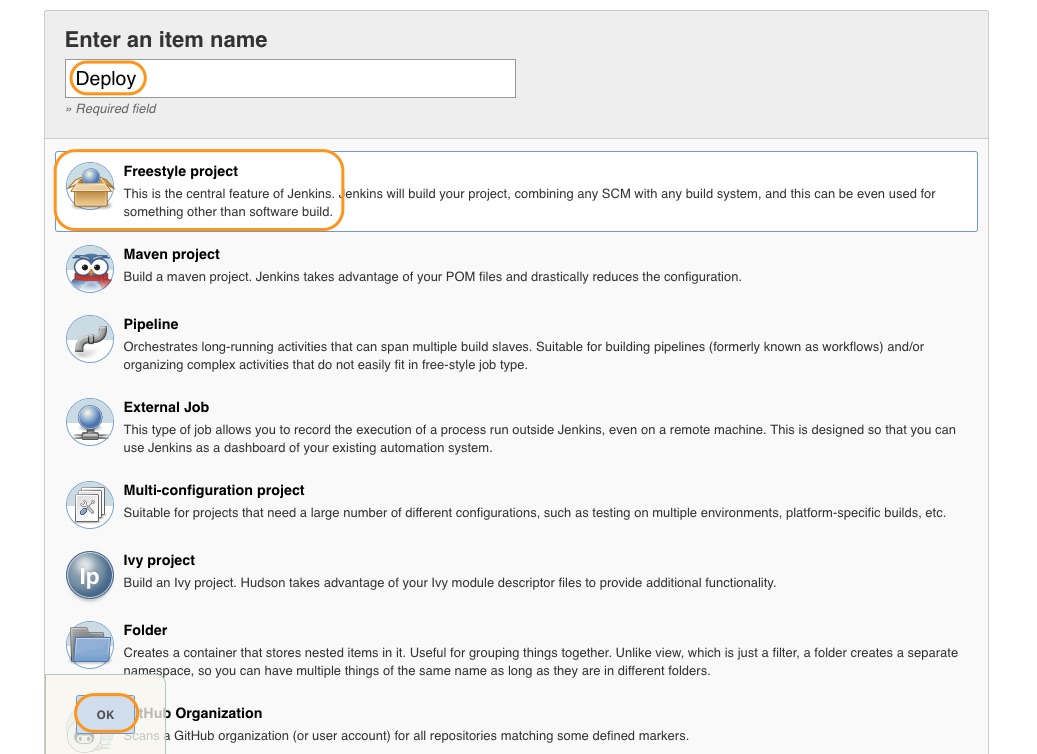 Enter an item name
Deploy
» Required field
Freestyle project
This is the central feature of Jenkins. Jenkins will build your project, combining any SCM with any build system, and this can be even used for
something other than software build.
Maven project
Build a maven project. Jenkins takes advantage of your POM files and drastically reduces the configuration.
Pipeline
Orchestrates long-running activities that can span multiple build slaves. Suitable for building pipelines (formerly known as workflows) and/or
organizing complex activities that do not easily fit in free-style job type.
External Job
This type of job allows you to record the execution of a process run outside Jenkins, even on a remote machine. This is designed so that you can
use Jenkins as a dashboard of your existing automation system.
Multi-configuration project
Suitable for projects that need a large number of different configurations, such as testing on multiple environments, platform-specific builds, etc.
Ip
Ivy project
Build an Ivy project. Hudson takes advantage of your Ivy module descriptor files to provide additional functionality.
Folder
Creates a container that stores nested items in it. Useful for grouping things together. Unlike view, which is just a filter, a folder creates a separate
namespace, so you can have multiple things of the same name as long as they are in different folders.
OK
GitHub Organization
Scans a GitHub organization (or user account) for all repositories matching some defined markers.